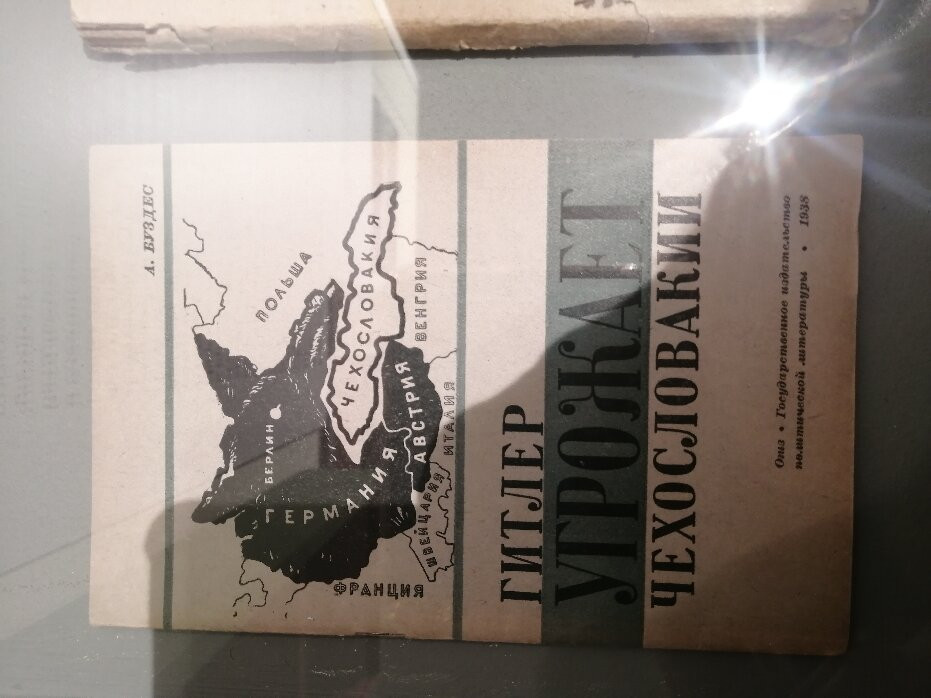 А. БУЗДЕС
ПОЛЬША
БЕРЛИН
ГЕРМАНИЯ
ЧЕХОСЛОВАКИЯ
АВСТРИЯ
ВЕНГРИЯ
ФРАНЦИЯ
ШВЕЙЦАРИЯ
ИТАЛИЯ
ГИТЛЕР
УГРОЖАЕТ
ЧЕХОСЛОВАКИИ
Огиз • Государственное издательство
политической литературы • 1938